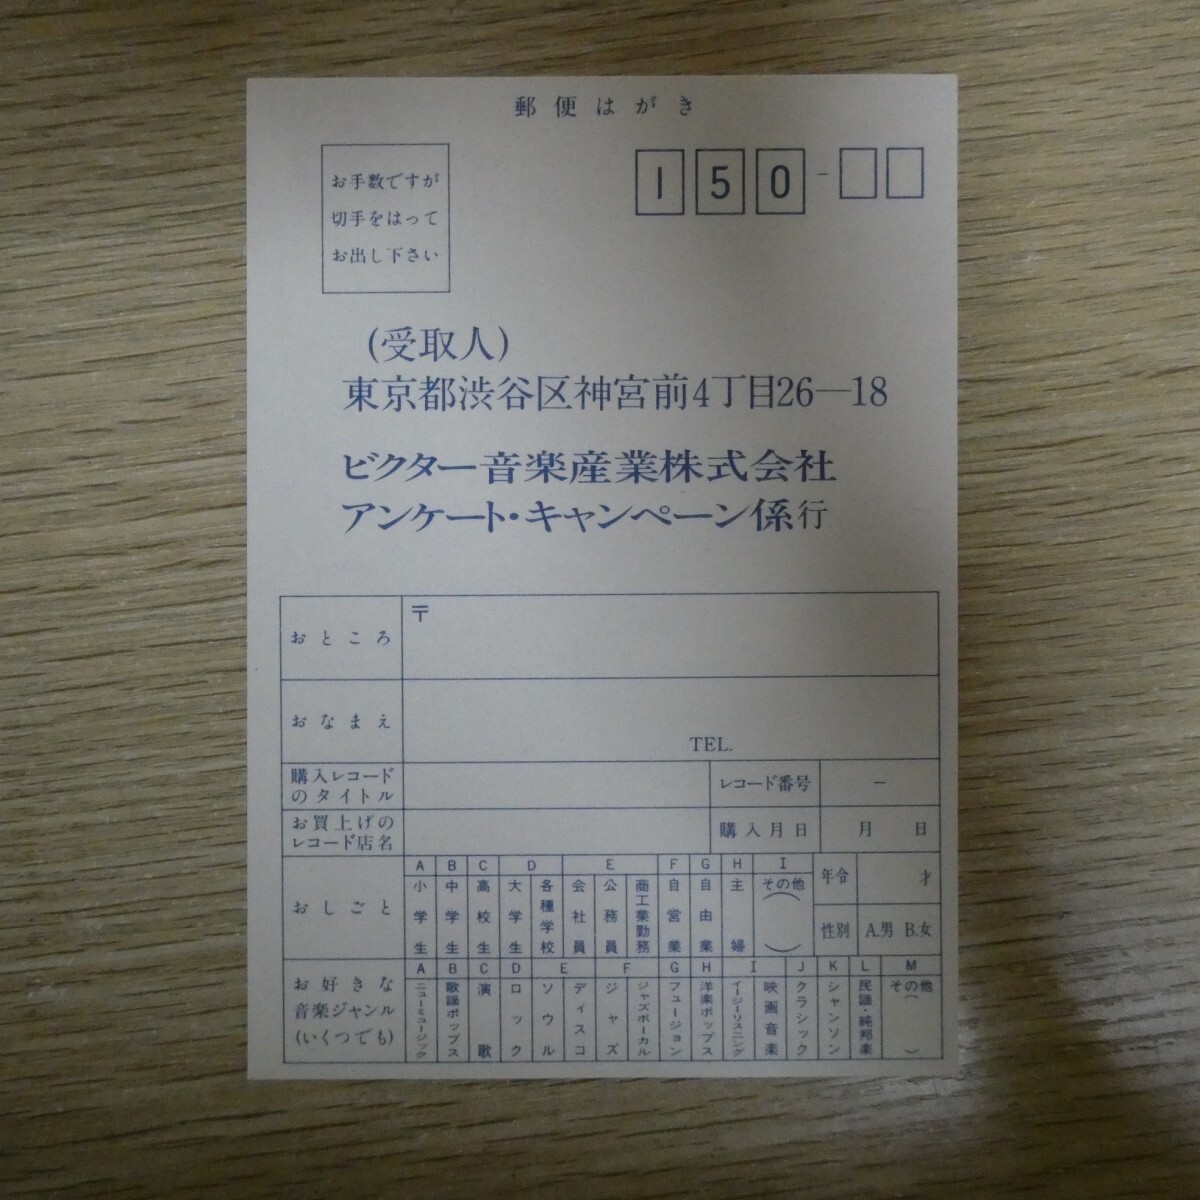 郵便はがき
お手数ですが
切手をはって
お出し下さい
150-
(受取人)
東京都渋谷区神宮前4丁目26—18
ビクター音楽産業株式会社
アンケート・キャンペーン係行
おところ
〒
おなまえ
TEL.
購入レコード
のタイトル
レコード番号
－
お買上げの
レコード店名
購入月日
月 日
おしごと
A 小学生
B 中学生
C 高校生
D 大学生 各種学校
E 会社員 公務員 商工業勤務
F 自営業
G 自由業
H 主婦
I その他( )
年令
才
性別
A.男 B.女
お好きな
音楽ジャンル
(いくつでも)
A ニューミュージック
B 歌謡ポップス
C 演歌
D ロック
E ソウル ディスコ
F ジャズ ジャズボーカル
G フュージョン
H 洋楽ポップス
I イージーリスニング 映画音楽
J クラシック
K シャンソン
L 民謡・純邦楽
M その他( )